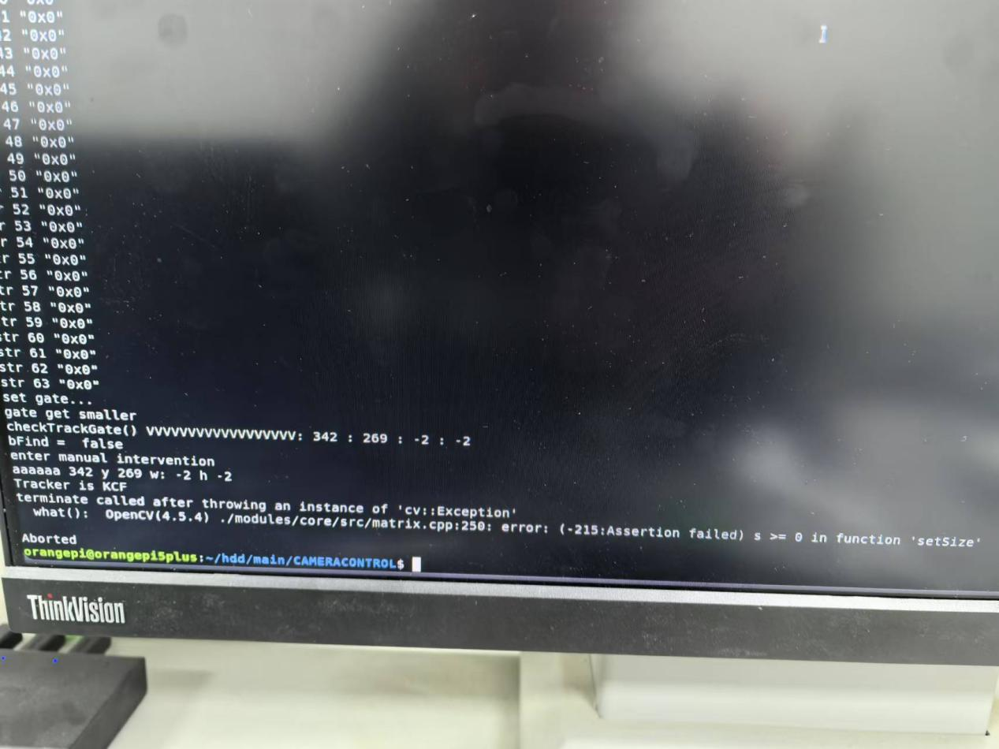 "0x0"
1 "0x0"
42 "0x0"
43 "0x0"
44 "0x0"
45 "0x0"
46 "0x0"
47 "0x0"
48 "0x0"
49 "0x0"
50 "0x0"
51 "0x0"
52 "0x0"
r 53 "0x0"
r 54 "0x0"
r 55 "0x0"
tr 56 "0x0"
tr 57 "0x0"
tr 58 "0x0"
tr 59 "0x0"
str 60 "0x0"
str 61 "0x0"
str 62 "0x0"
str 63 "0x0"
set gate...
gate get smaller
checkTrackGate() VVVVVVVVVVVVVVVVV: 342 : 269 : -2 : -2
bFind =  false
enter manual intervention
aaaaaa 342 y 269 w: -2 h -2
Tracker is KCF
terminate called after throwing an instance of 'cv::Exception'
  what():  OpenCV(4.5.4) ./modules/core/src/matrix.cpp:250: error: (-215:Assertion failed) s >= 0 in function 'setSize'
Aborted
orangepi@orangepi5plus:~/hdd/main/CAMERACONTROL$
ThinkVision